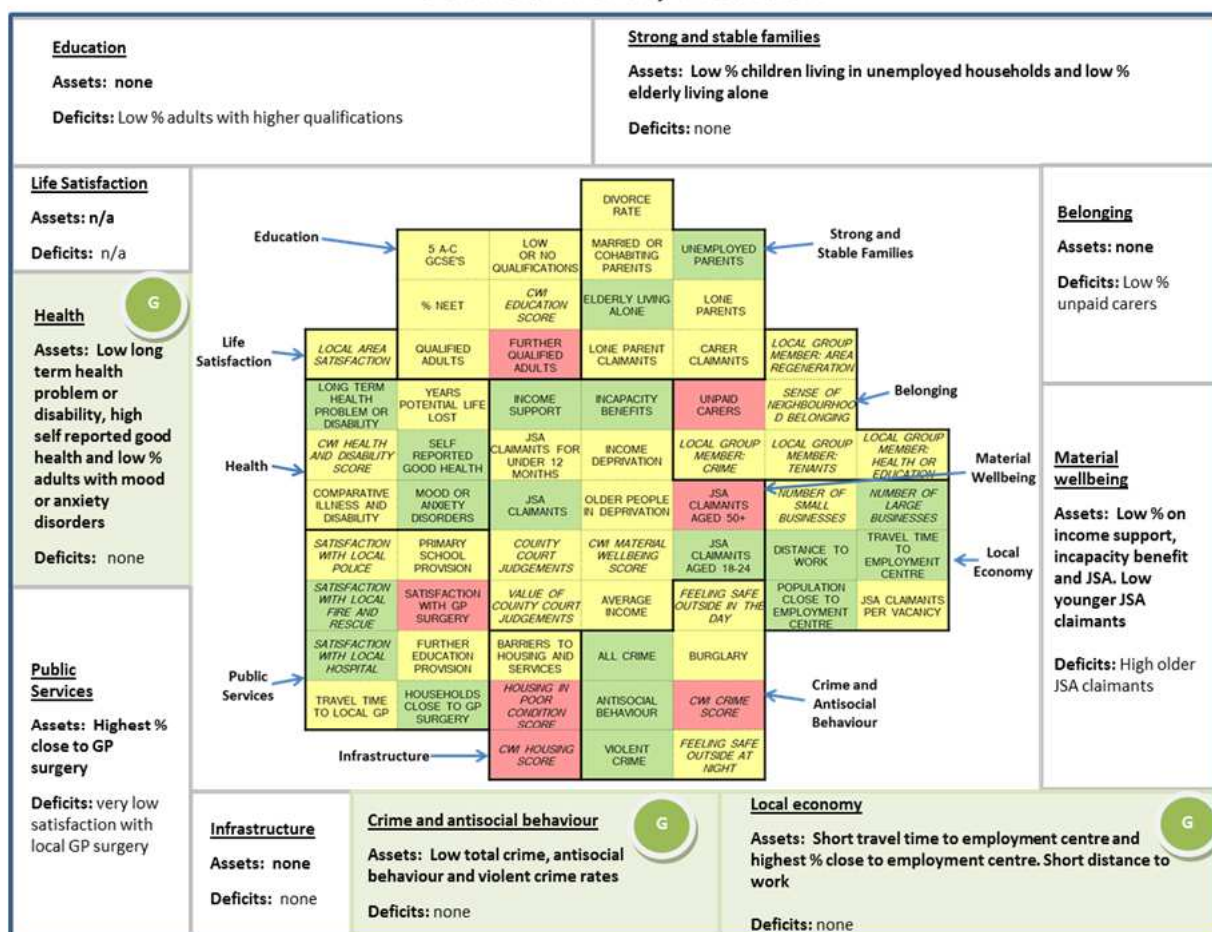 Education
Assets: none
Deficits: Low % adults with higher qualifications
Strong and stable families
Assets: Low % children living in unemployed households and low %
elderly living alone
Deficits: none
Life Satisfaction
Assets: n/a
Deficits: n/a
G
Health
Assets: Low long
term health
problem or
disability, high
self reported good
health and low %
adults with mood
or anxiety
disorders
Deficits: none
Public
Services
Assets: Highest %
close to GP
surgery
Deficits: very low
satisfaction with
local GP surgery
Education
Life
Satisfaction
Health
Public
Services
Infrastructure
DIVORCE
RATE
5 A-C
GCSE'S
LOW
OR NO
QUALIFICATIONS
MARRIED OR
COHABITING
PARENTS
UNEMPLOYED
PARENTS
% NEET
CWI
EDUCATION
SCORE
ELDERLY LIVING
ALONE
LONE
PARENTS
LOCAL AREA
SATISFACTION
QUALIFIED
ADULTS
FURTHER
QUALIFIED
ADULTS
LONE PARENT
CLAIMANTS
CARER
CLAIMANTS
LOCAL GROUP
MEMBER: AREA
REGENERATION
LONG TERM
HEALTH
PROBLEM OR
DISABILITY
YEARS
POTENTIAL LIFE
LOST
INCOME
SUPPORT
INCAPACITY
BENEFITS
UNPAID
CARERS
SENSE OF
NEIGHBOURHOO
D BELONGING
CWI HEALTH
AND DISABILITY
SCORE
SELF
REPORTED
GOOD HEALTH
JSA
CLAIMANTS FOR
UNDER 12
MONTHS
INCOME
DEPRIVATION
LOCAL GROUP
MEMBER:
CRIME
LOCAL GROUP
MEMBER:
TENANTS
LOCAL GROUP
MEMBER:
HEALTH OR
EDUCATION
COMPARATIVE
ILLNESS AND
DISABILITY
MOOD OR
ANXIETY
DISORDERS
JSA
CLAIMANTS
OLDER PEOPLE
IN DEPRIVATION
JSA
CLAIMANTS
AGED 50+
NUMBER OF
SMALL
BUSINESSES
NUMBER OF
LARGE
BUSINESSES
SATISFACTION
WITH LOCAL
POLICE
PRIMARY
SCHOOL
PROVISION
COUNTY
COURT
JUDGEMENTS
CWI MATERIAL
WELLBEING
SCORE
JSA
CLAIMANTS
AGED 18-24
DISTANCE TO
WORK
TRAVEL TIME
TO
EMPLOYMENT
CENTRE
SATISFACTION
WITH LOCAL
FIRE AND
RESCUE
SATISFACTION
WITH GP
SURGERY
VALUE OF
COUNTY COURT
JUDGEMENTS
AVERAGE
INCOME
FEELING SAFE
OUTSIDE IN THE
DAY
POPULATION
CLOSE TO
EMPLOYMENT
CENTRE
JSA CLAIMANTS
PER VACANCY
SATISFACTION
WITH LOCAL
HOSPITAL
FURTHER
EDUCATION
PROVISION
BARRIERS TO
HOUSING AND
SERVICES
ALL CRIME
BURGLARY
TRAVEL TIME
TO LOCAL GP
HOUSEHOLDS
CLOSE TO GP
SURGERY
HOUSING IN
POOR
CONDITION
SCORE
ANTISOCIAL
BEHAVIOUR
CWI CRIME
SCORE
CWI HOUSING
SCORE
VIOLENT
CRIME
FEELING SAFE
OUTSIDE AT
NIGHT
Strong and
Stable Families
Belonging
Material
Wellbeing
Local
Economy
Crime and
Antisocial
Behaviour
Belonging
Assets: none
Deficits: Low %
unpaid carers
Material
wellbeing
Assets: Low % on
income support,
incapacity benefit
and JSA. Low
younger JSA
claimants
Deficits: High older
JSA claimants
Infrastructure
Assets: none
Deficits: none
Crime and antisocial behaviour
G
Assets: Low total crime, antisocial
behaviour and violent crime rates
Deficits: none
Local economy
G
Assets: Short travel time to employment centre and
highest % close to employment centre. Short distance to
work
Deficits: none